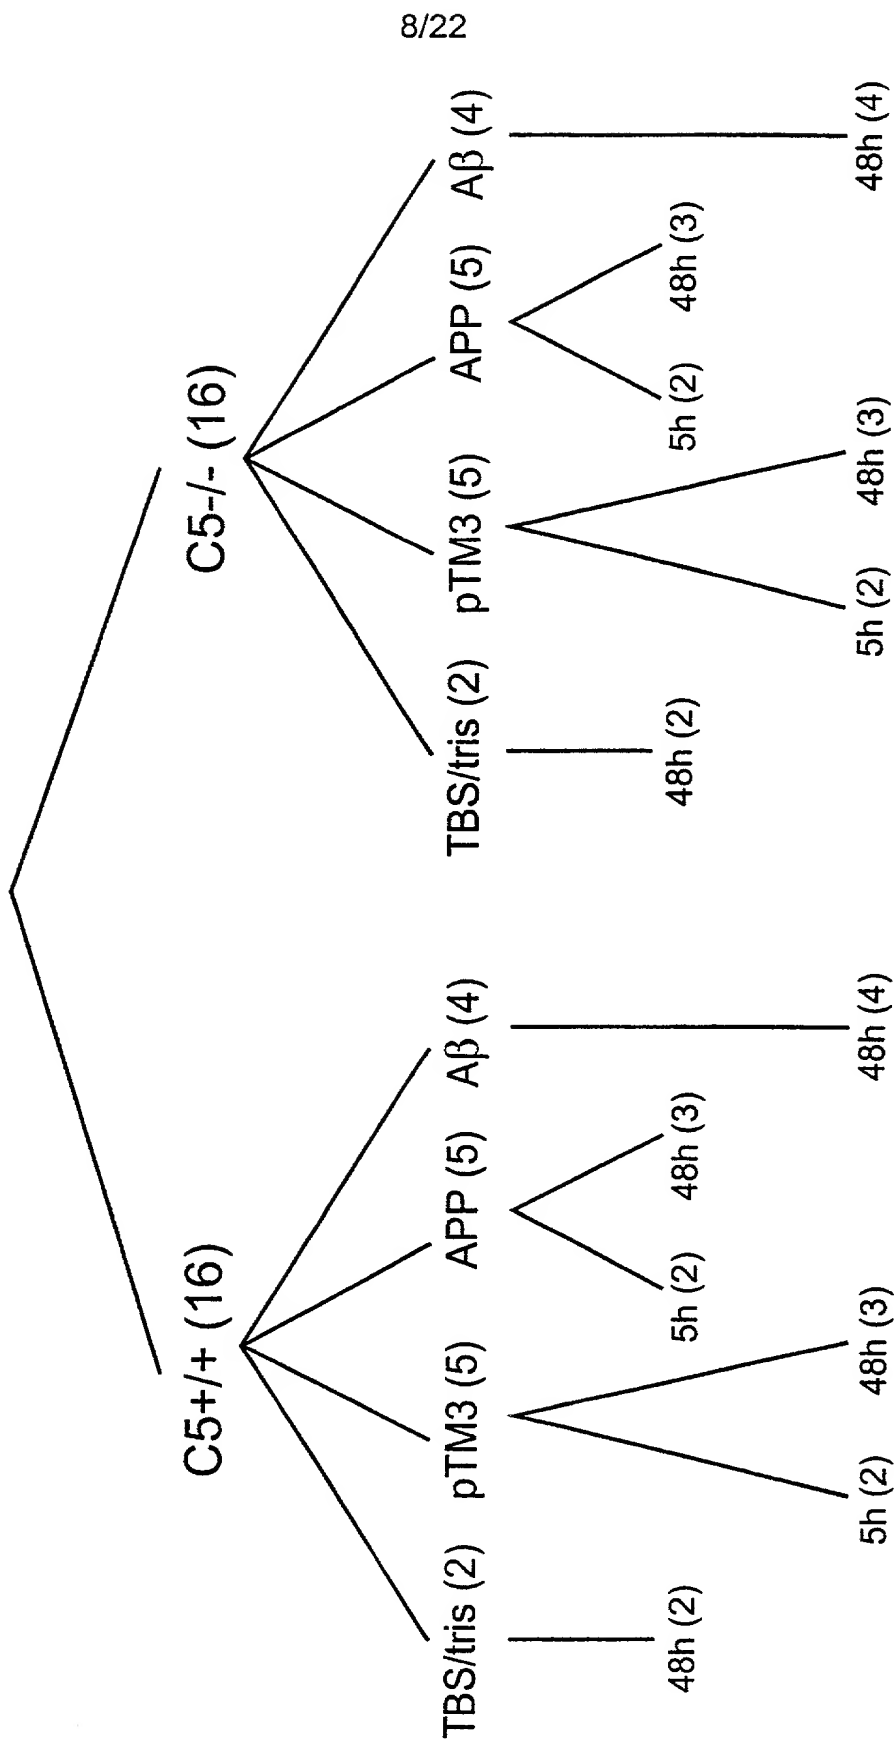 8/22
C5+/+ (16)
C5-/- (16)
TBS/tris (2)
pTM3 (5)
APP (5)
Aβ (4)
TBS/tris (2)
pTM3 (5)
APP (5)
Aβ (4)
48h (2)
5h (2)
48h (3)
48h (2)
5h (2)
48h (3)
5h (2)
48h (3)
48h (4)
5h (2)
48h (3)
48h (4)